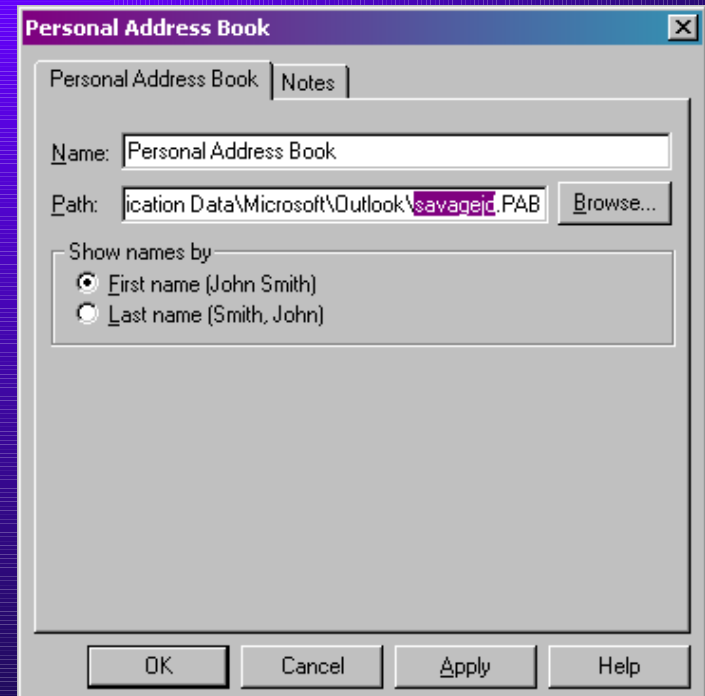 Personal Address Book
Personal Address Book Notes
Name: Personal Address Book
Path: ication Data\Microsoft\Outlook\savagejd.PAB Browse...
Show names by
First name (John Smith)
Last name (Smith, John)
OK Cancel Apply Help